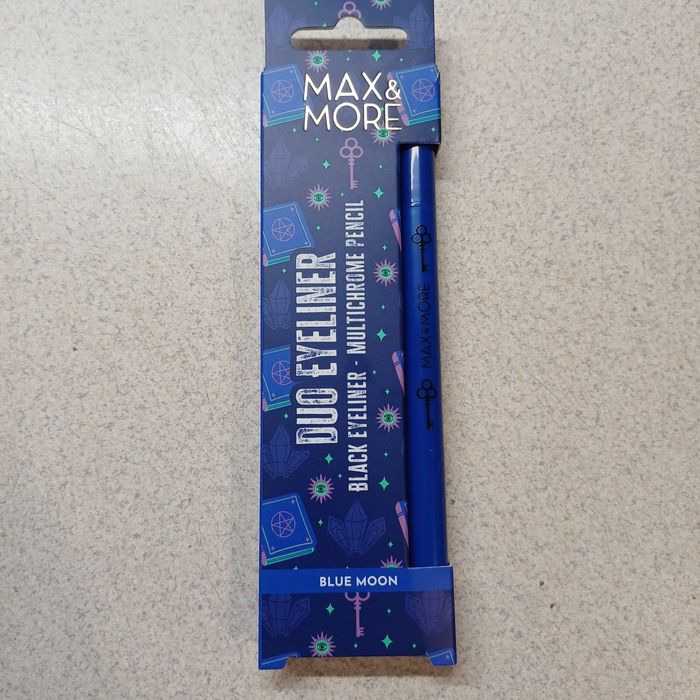 MAX&
MORE
DUO EYELINER
BLACK EYELINER - MULTICHROME PENCIL
MAX&MORE
BLUE MOON